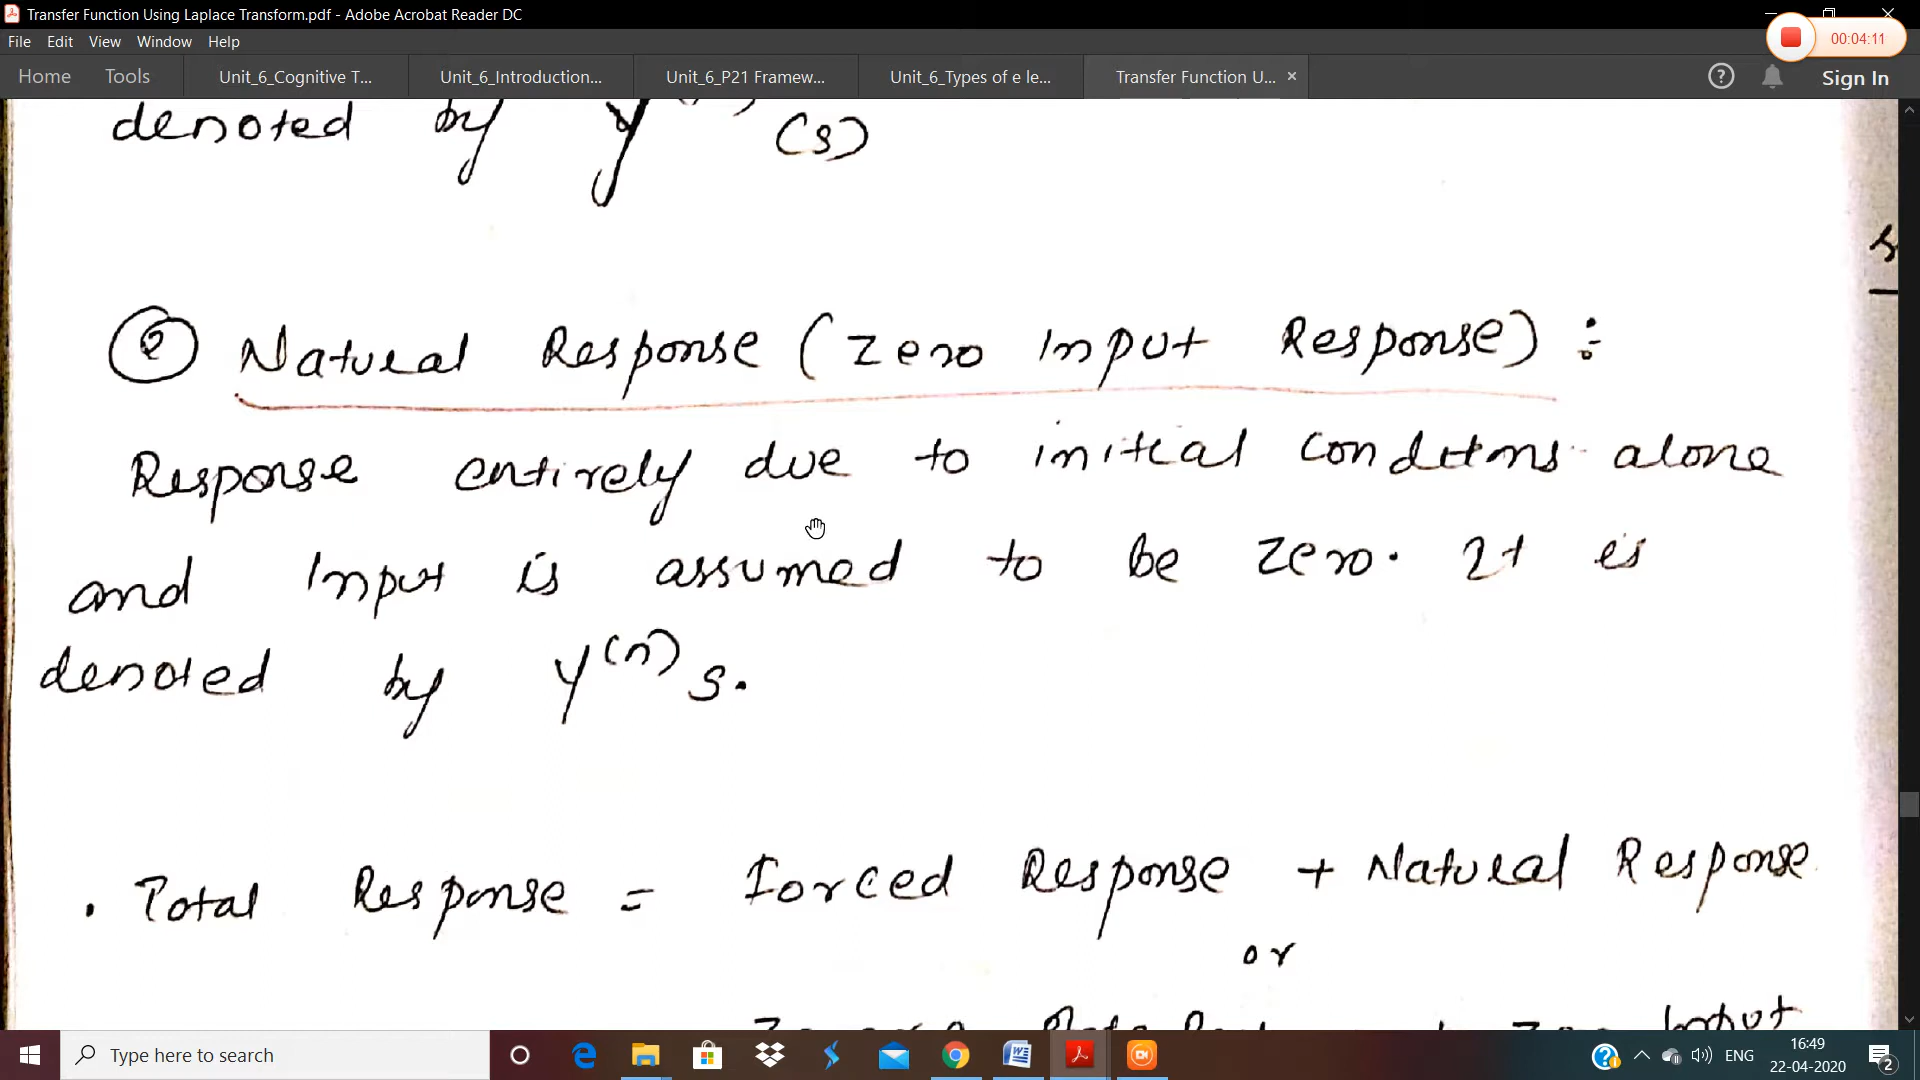 Transfer Function Using Laplace Transform.pdf - Adobe Acrobat Reader DC
File Edit View Window Help
00:04:11
Home Tools Unit_6_Cognitive T... Unit_6_Introduction... Unit_6_P21 Framew... Unit_6_Types of e le... Transfer Function U... × Sign In
denoted by Y (s)
② Natural Response (Zero Input Response) :
Response entirely due to initial conditions alone
and Input is assumed to be zero. It is
denoted by Y(n) s.
. Total Response = Forced Response + Natural Response
or
Input
Type here to search
ENG
16:49
22-04-2020
2